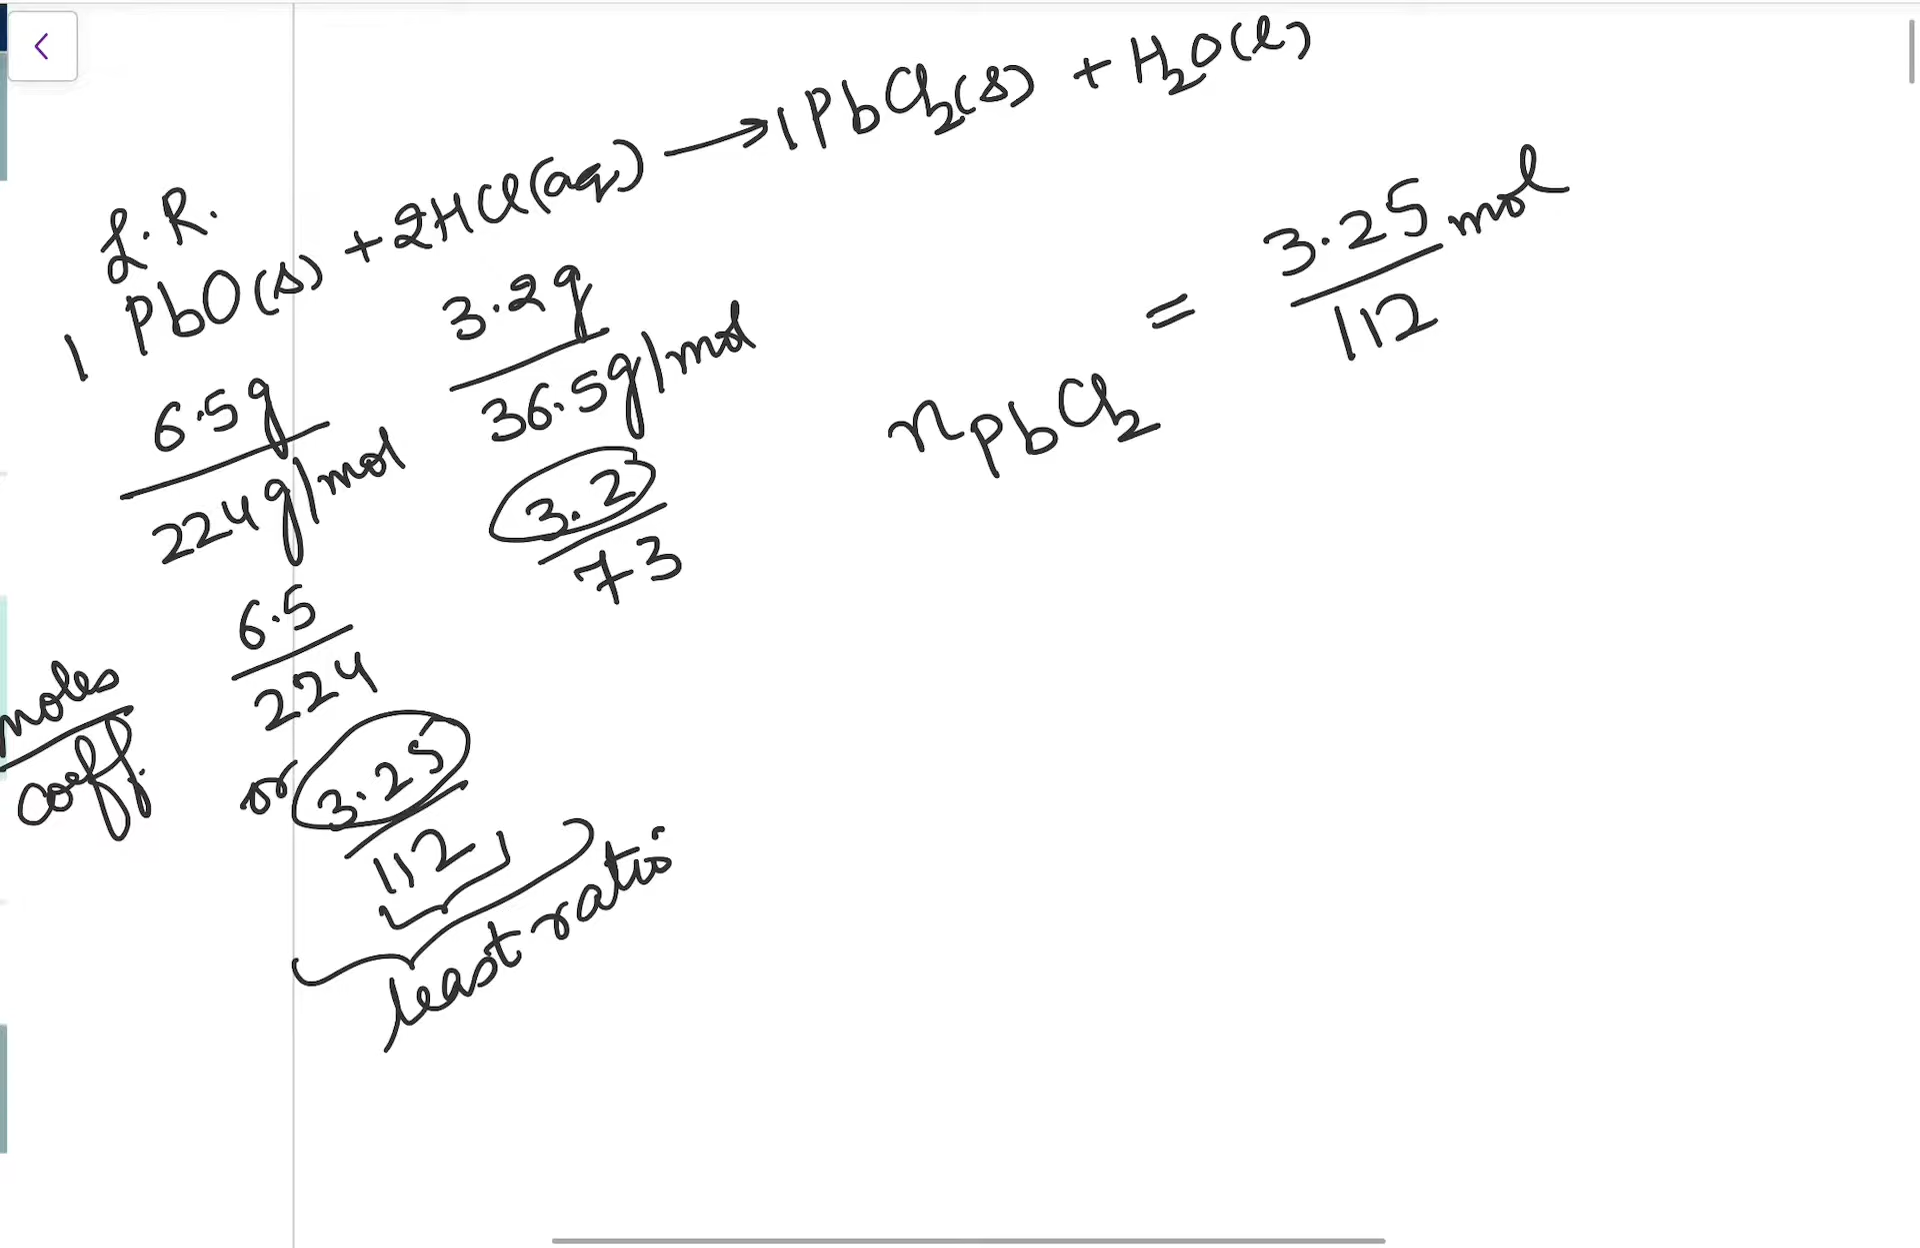 L.R.
1 PbO(s) + 2HCl(aq) → 1PbCl2(s) + H2O(l)
6.5g
224g/mol
3.2g
36.5g/mol
moles
coeff.
6.5
224
or 3.25
112
least ratio
3.2
73
nPbCl2 = 3.25 mol
112